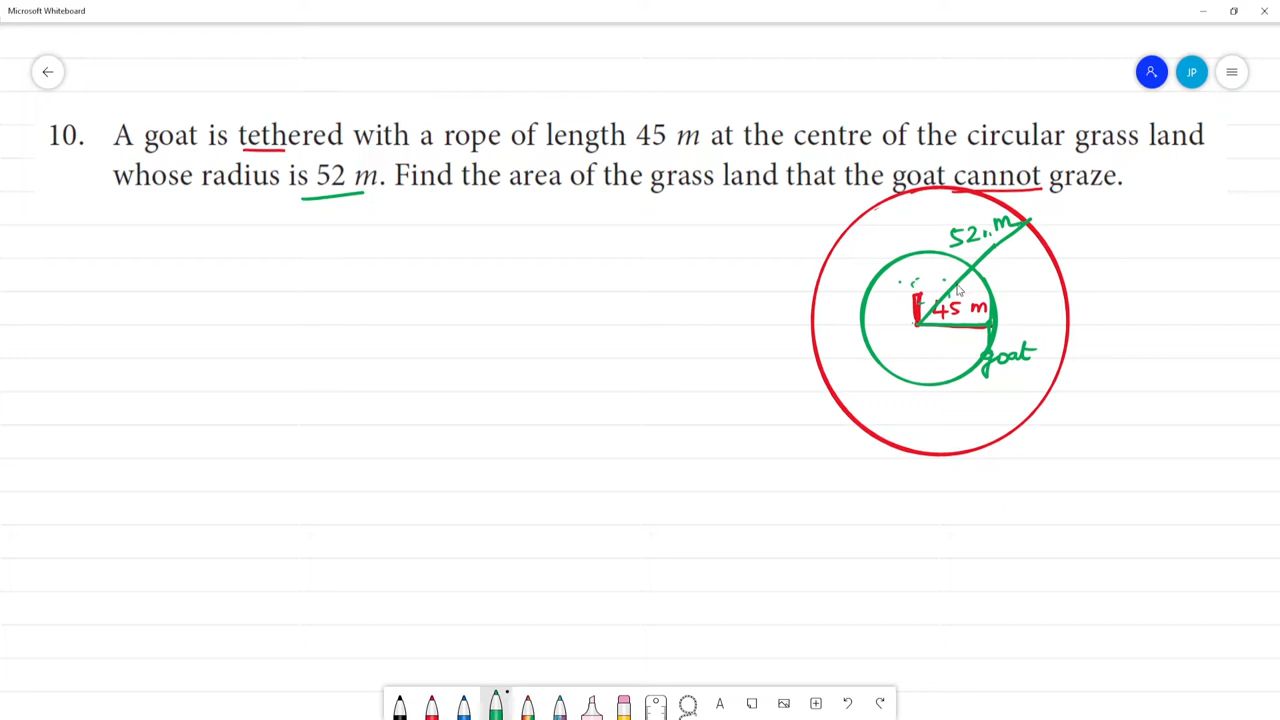 Microsoft Whiteboard
JP
10. A goat is tethered with a rope of length 45 m at the centre of the circular grass land
whose radius is 52 m. Find the area of the grass land that the goat cannot graze.
52 m
45 m
goat
A